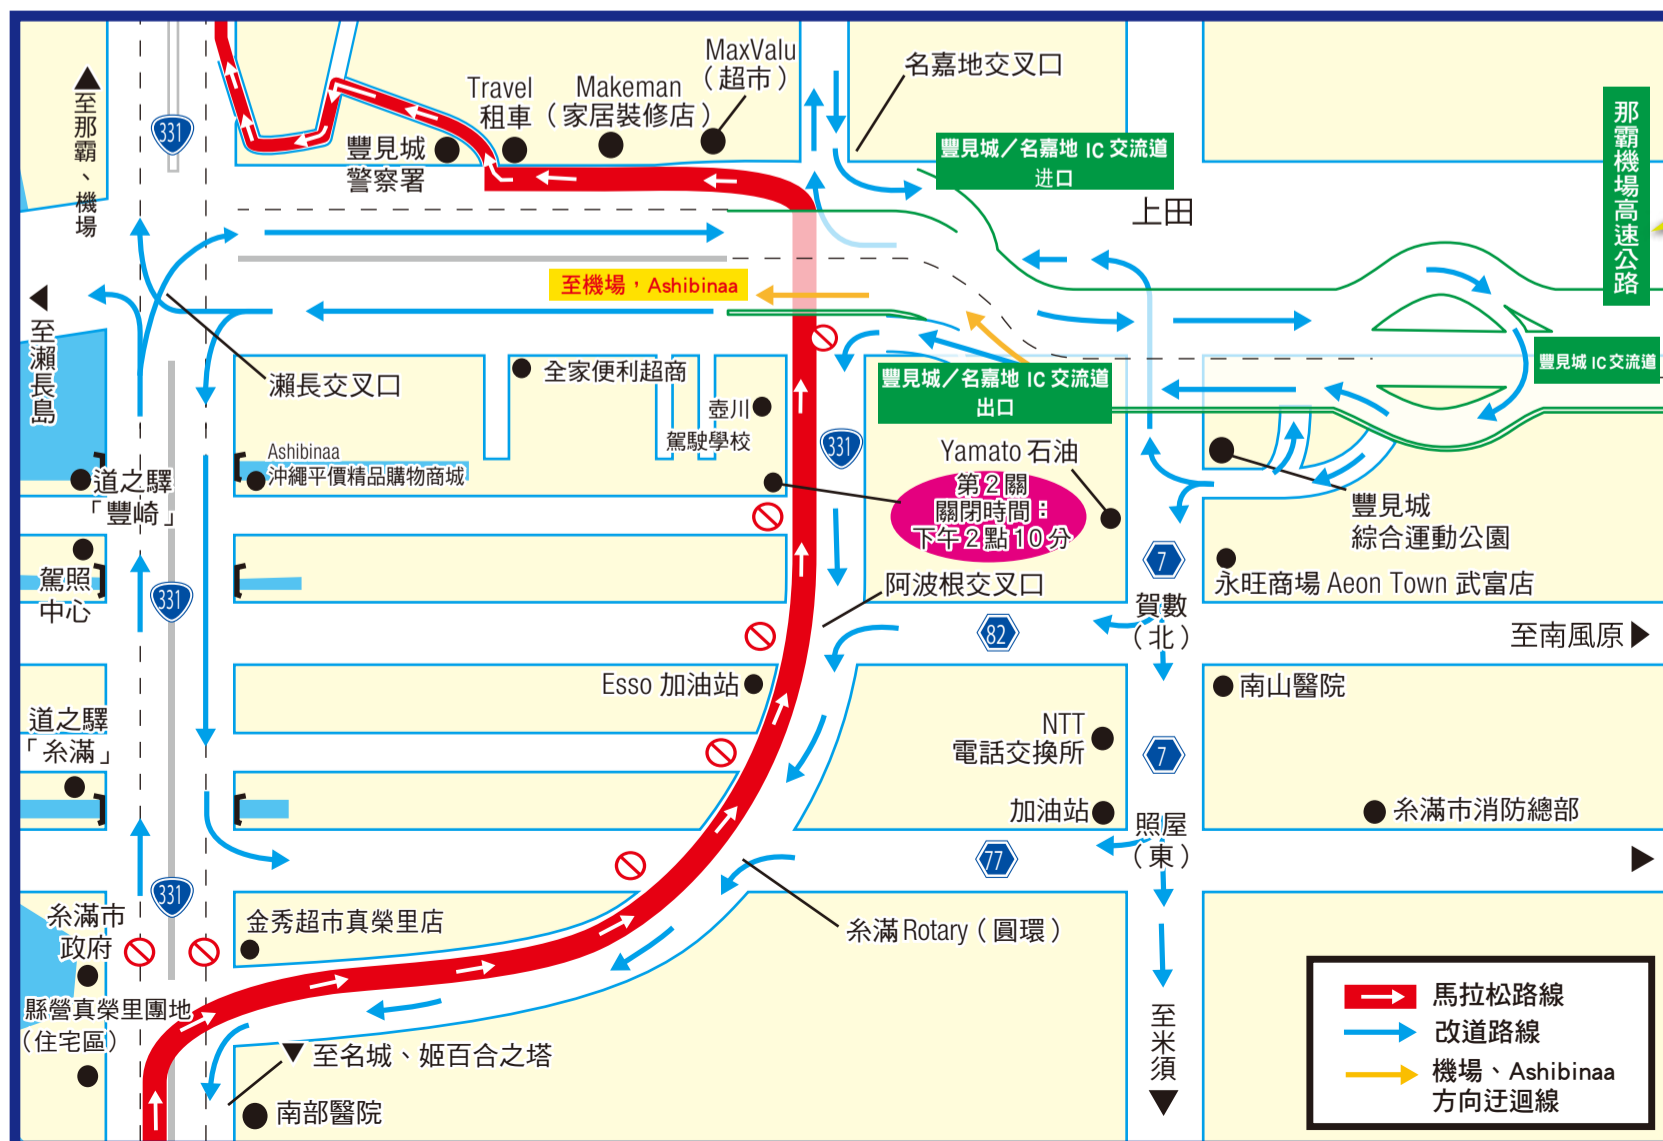 至那霸、機場
331
Travel
租車
Makeman
（家居裝修店）
MaxValu
（超市）
名嘉地交叉口
豐見城
警察署
豐見城／名嘉地 IC 交流道
进口
上田
那霸機場高速公路
至機場，Ashibinaa
至瀨長島
瀨長交叉口
全家便利超商
壺川
駕駛學校
豐見城／名嘉地 IC 交流道
出口
豐見城 IC 交流道
331
Ashibinaa
沖繩平價精品購物商城
Yamato 石油
第2關
關閉時間：
下午2點10分
道之驛
「豐崎」
豐見城
綜合運動公園
7
永旺商場 Aeon Town 武富店
駕照
中心
331
阿波根交叉口
82
賀數
（北）
至南風原
Esso 加油站
南山醫院
道之驛
「糸滿」
NTT
電話交換所
7
加油站
照屋
（東）
糸滿市消防總部
77
331
糸滿市
政府
金秀超市真榮里店
糸滿 Rotary（圓環）
縣營真榮里團地
（住宅區）
至名城、姬百合之塔
南部醫院
至米須
馬拉松路線
改道路線
機場、Ashibinaa
方向迂迴線